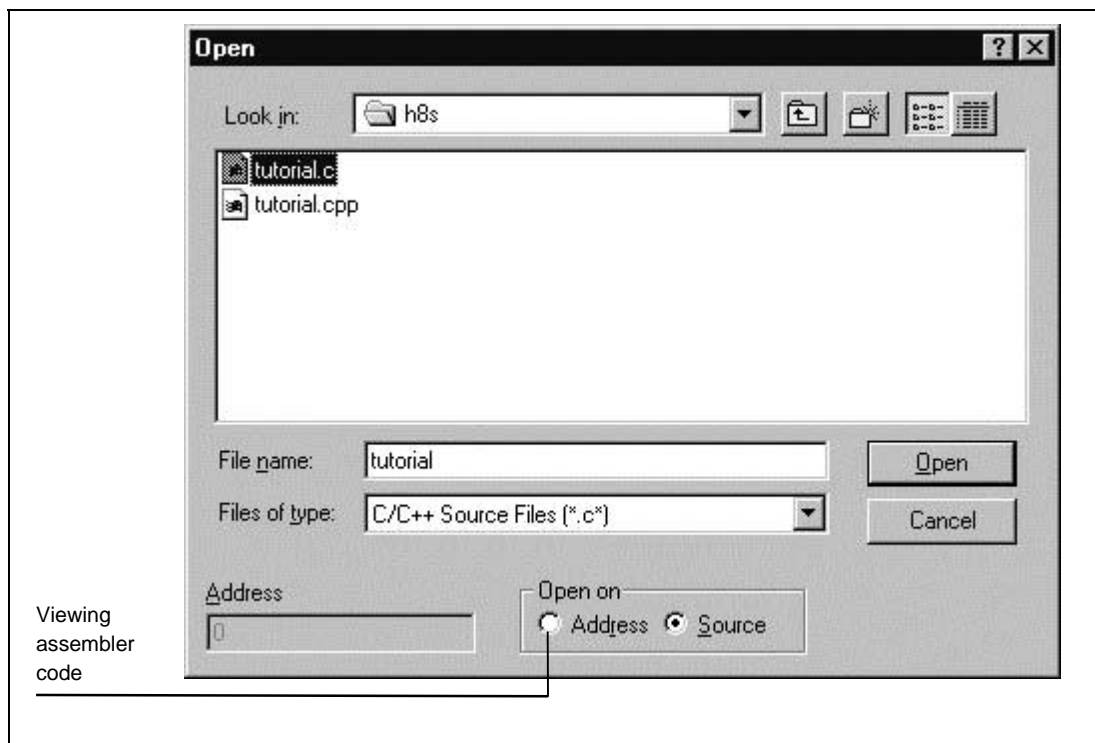 Open
Look in: h8s
tutorial.c
tutorial.cpp
File name: tutorial Open
Files of type: C/C++ Source Files (*.c*) Cancel
Address
0
Open on
Address Source
Viewing
assembler
code